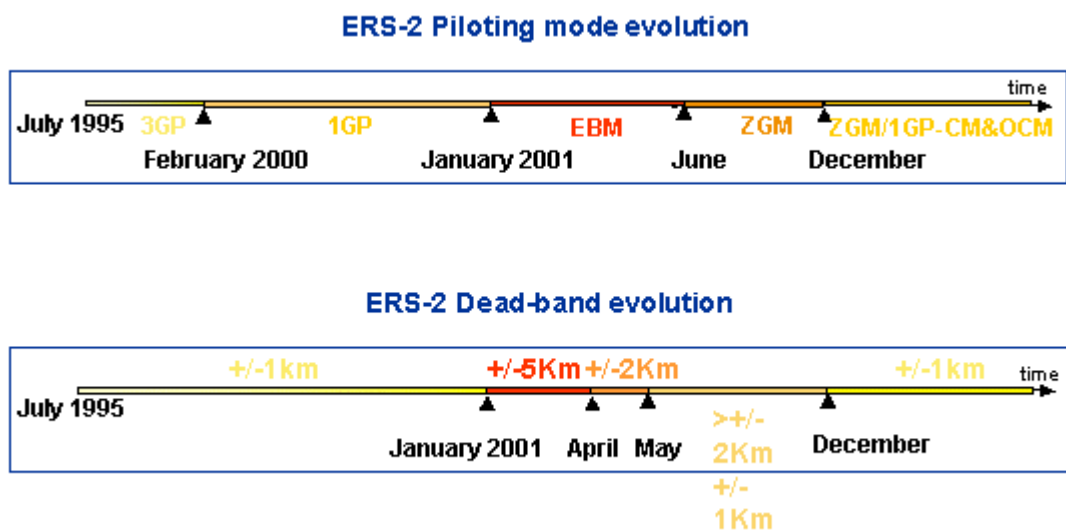 ERS-2 Piloting mode evolution
time
July 1995 3GP 1GP EBM ZGM ZGM/1GP-CM&OCM
February 2000 January 2001 June December
ERS-2 Dead-band evolution
+/-1km +/-5Km +/-2Km +/-1km time
July 1995
January 2001 April May >+/- December
2Km
+/-
1Km